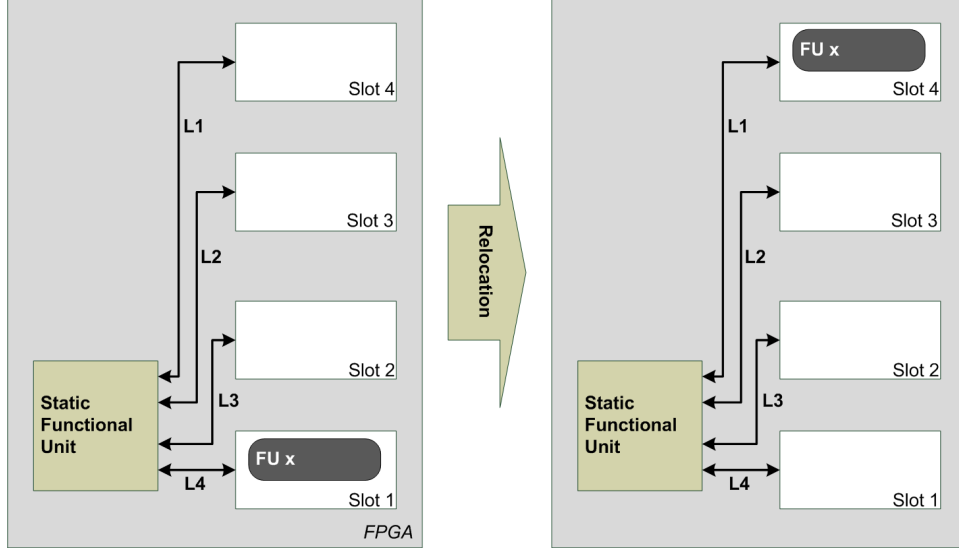 Slot 4
L1
Slot 3
L2
Slot 2
Static
Functional
Unit
L3
FU x
L4
Slot 1
FPGA
Relocation
FU x
Slot 4
L1
Slot 3
L2
Slot 2
Static
Functional
Unit
L3
L4
Slot 1